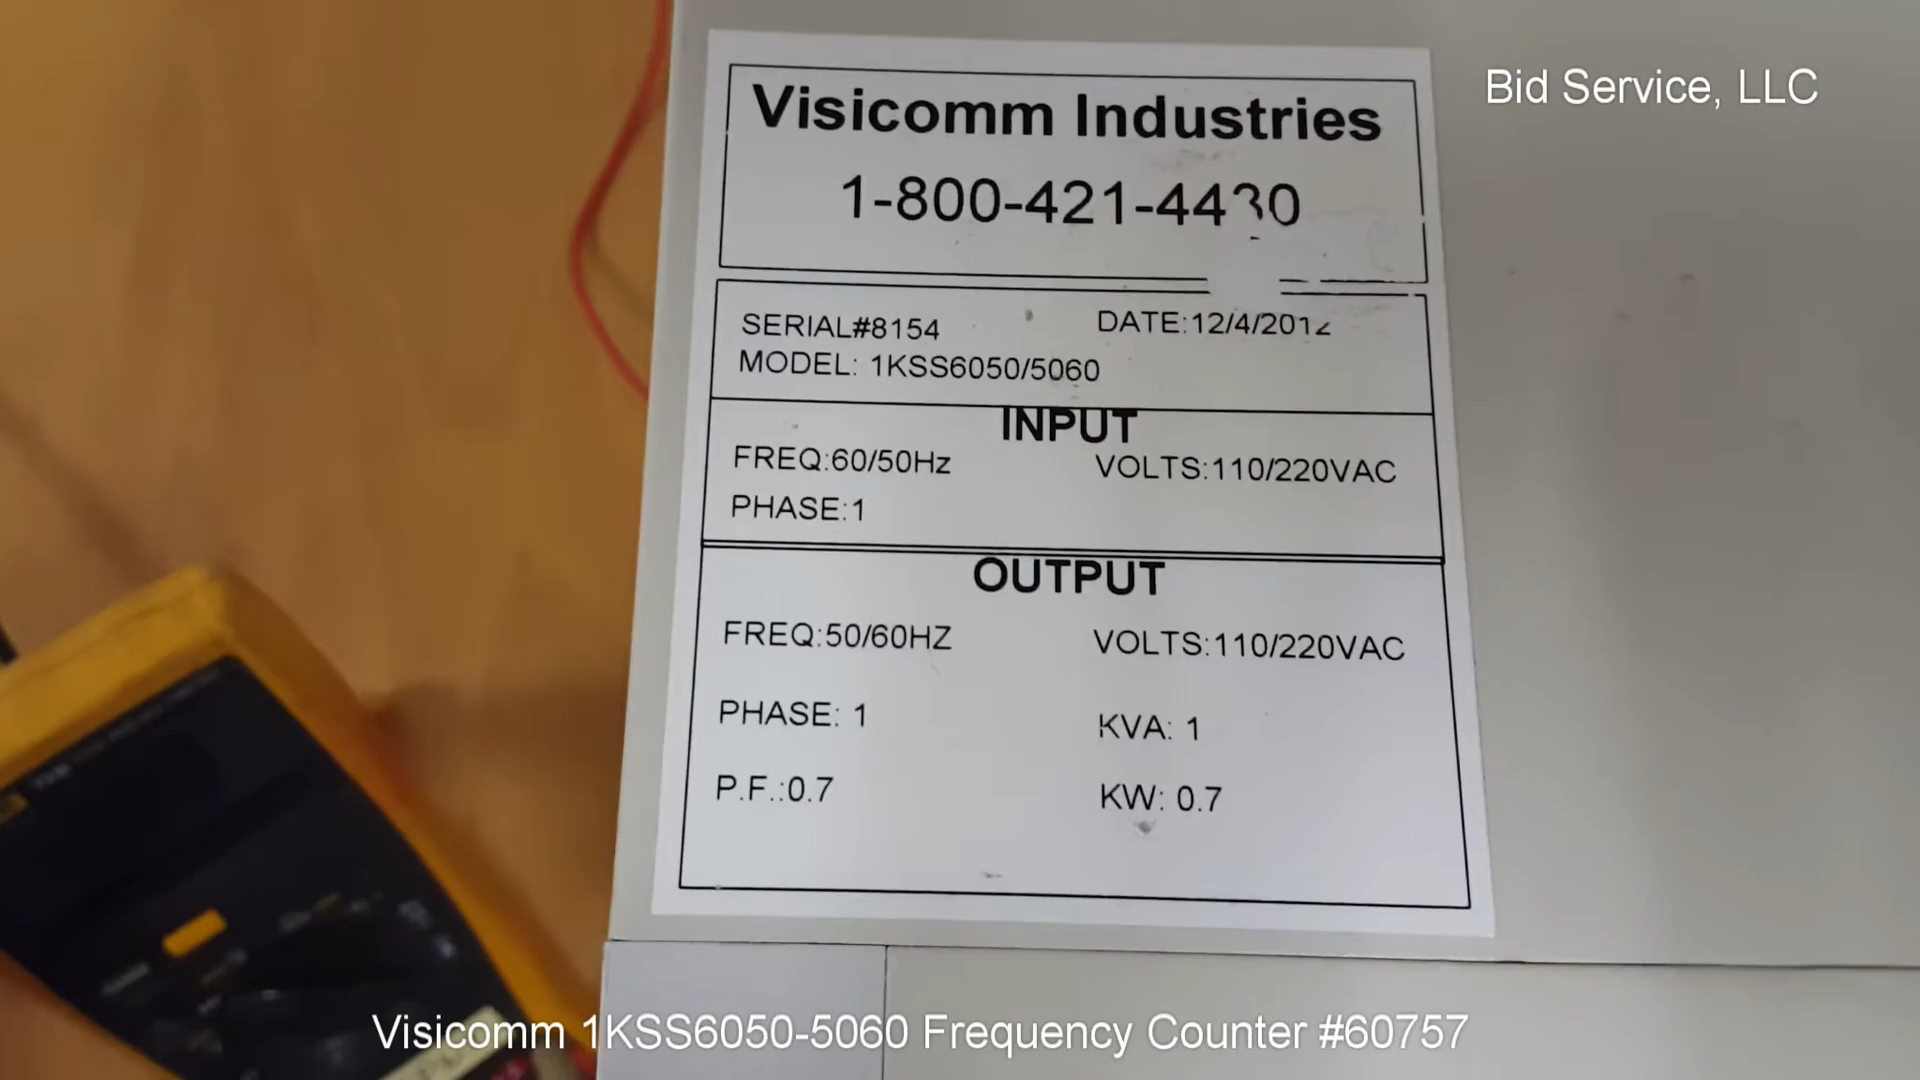 Bid Service, LLC
Visicomm Industries
1-800-421-4430
SERIAL#8154 DATE:12/4/2012
MODEL: 1KSS6050/5060
INPUT
FREQ:60/50Hz VOLTS:110/220VAC
PHASE:1
OUTPUT
FREQ:50/60HZ VOLTS:110/220VAC
PHASE: 1 KVA: 1
P.F.:0.7 KW: 0.7
Visicomm 1KSS6050-5060 Frequency Counter #60757